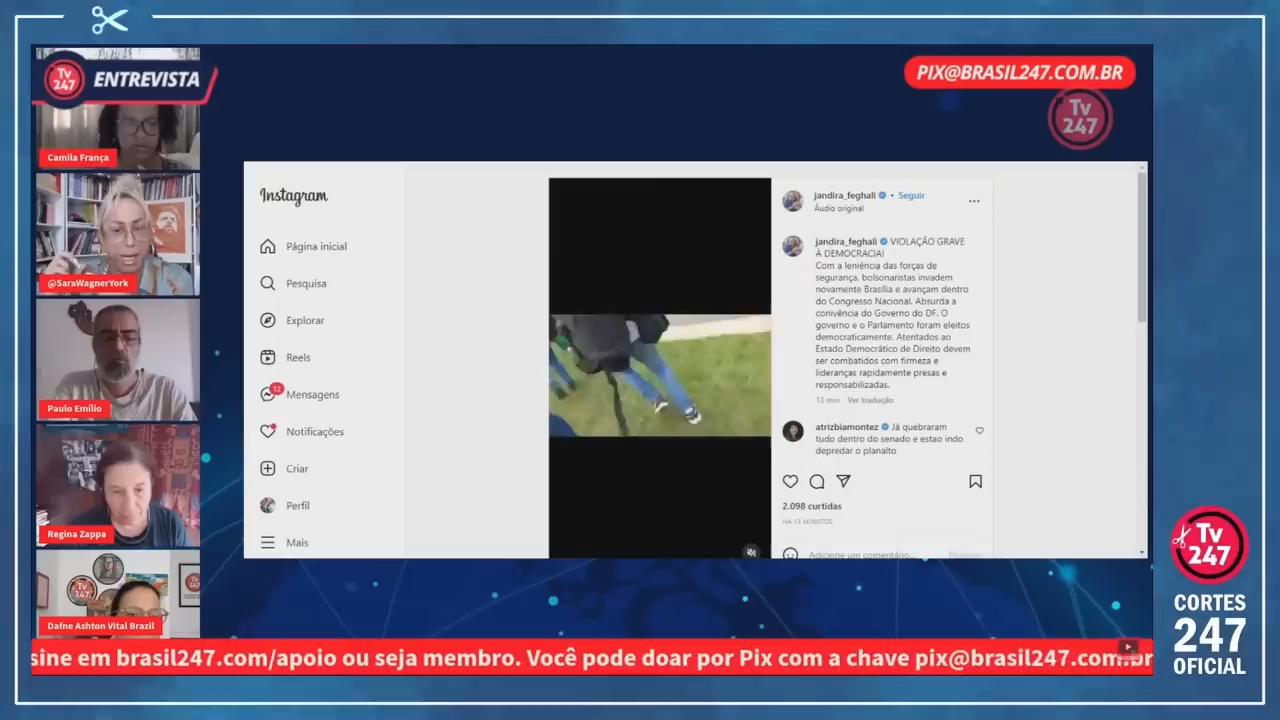 Tv
247
ENTREVISTA
PIX@BRASIL247.COM.BR
Tv
247
Camila França
@SaraWagnerYork
Paulo Emílio
Regina Zappa
Tv
247
Dafne Ashton Vital Brazil
Instagram
Página inicial
Pesquisa
Explorar
Reels
12
Mensagens
Notificações
Criar
Perfil
Mais
jandira_feghali • Seguir
Áudio original
jandira_feghali VIOLAÇÃO GRAVE
À DEMOCRACIA!
Com a leniência das forças de
segurança, bolsonaristas invadem
novamente Brasília e avançam dentro
do Congresso Nacional. Absurda a
conivência do Governo do DF. O
governo e o Parlamento foram eleitos
democraticamente. Atentados ao
Estado Democrático de Direito devem
ser combatidos com firmeza e
lideranças rapidamente presas e
responsabilizadas.
13 min Ver tradução
atrizbiamontez Já quebraram
tudo dentro do senado e estao indo
depredar o planalto
2.098 curtidas
HÁ 13 MINUTOS
Adicione um comentário...
sine em brasil247.com/apoio ou seja membro. Você pode doar por Pix com a chave pix@brasil247.com.br
Tv
247
CORTES
247
OFICIAL